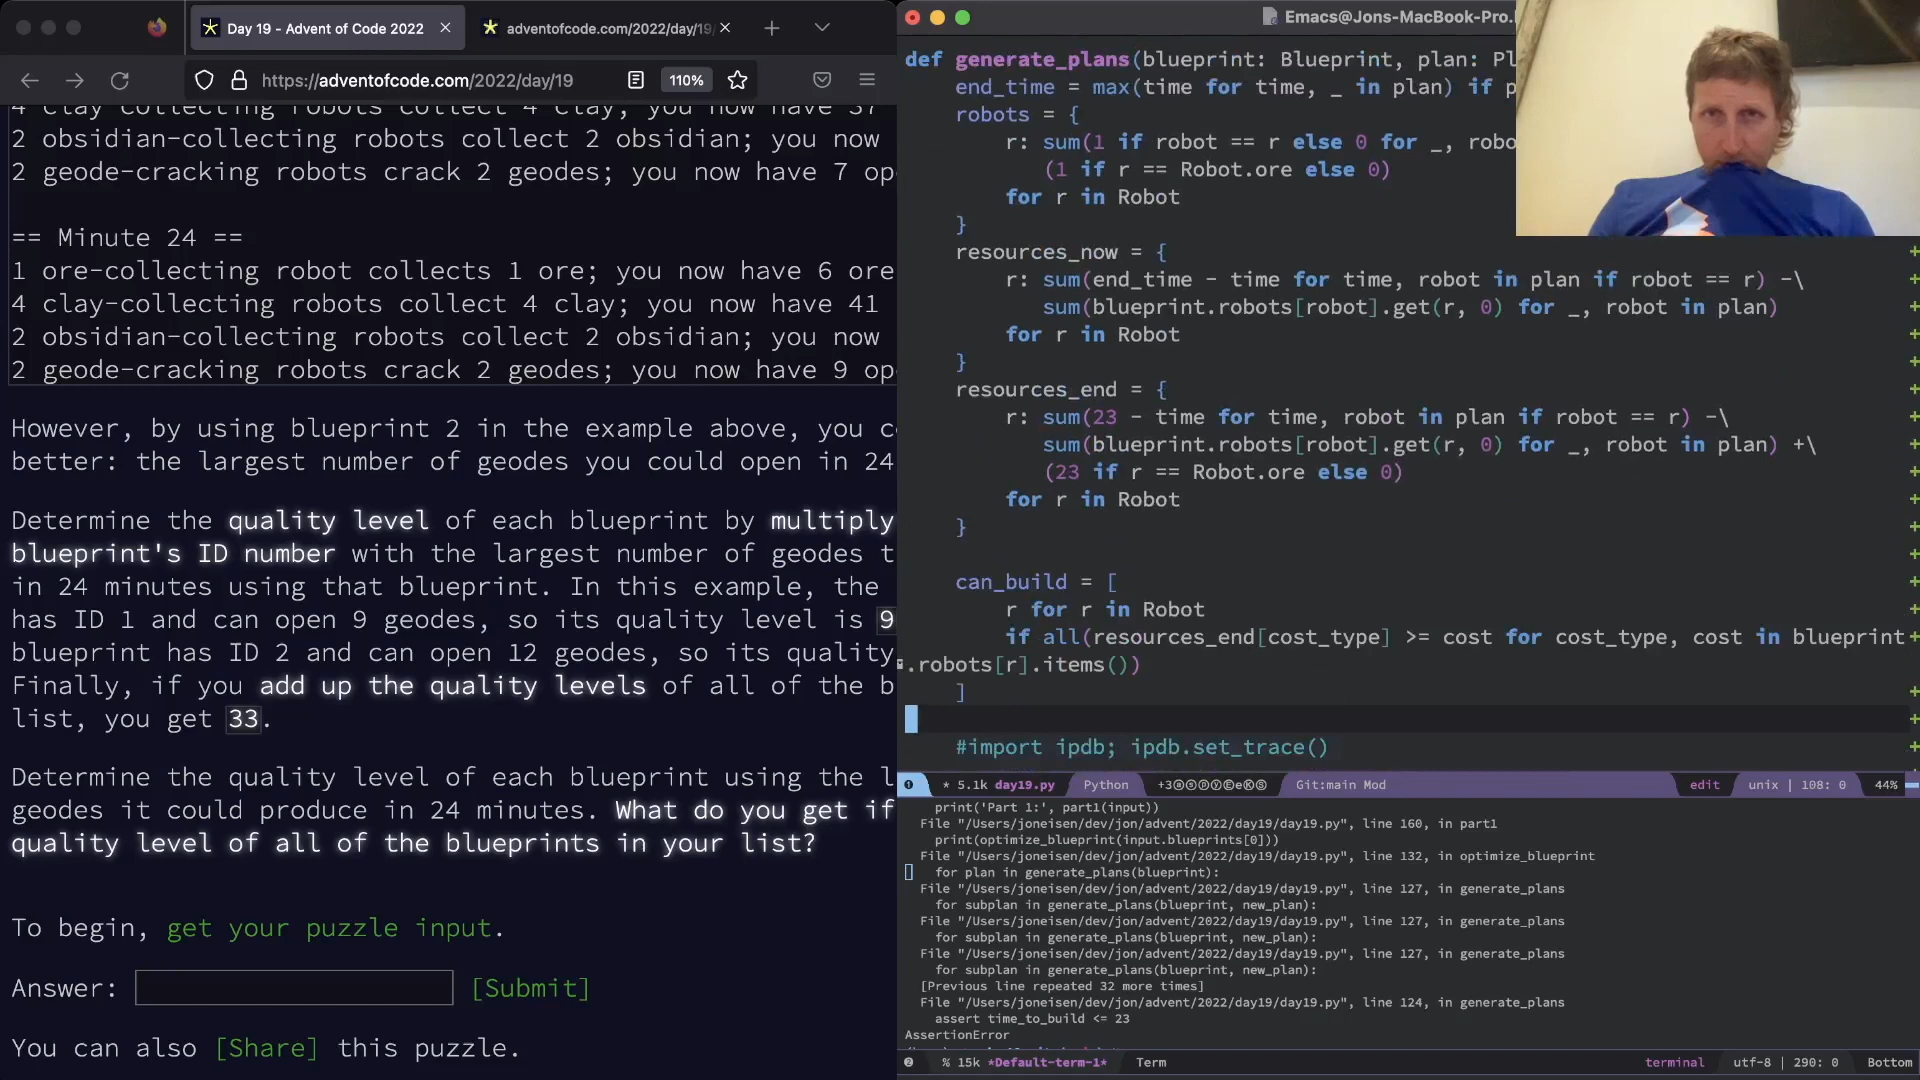 Day 19 - Advent of Code 2022
adventofcode.com/2022/day/19
https://adventofcode.com/2022/day/19
110%
4 clay-collecting robots collect 4 clay; you now have 37
2 obsidian-collecting robots collect 2 obsidian; you now
2 geode-cracking robots crack 2 geodes; you now have 7 op
== Minute 24 ==
1 ore-collecting robot collects 1 ore; you now have 6 ore
4 clay-collecting robots collect 4 clay; you now have 41
2 obsidian-collecting robots collect 2 obsidian; you now
2 geode-cracking robots crack 2 geodes; you now have 9 op
However, by using blueprint 2 in the example above, you c
better: the largest number of geodes you could open in 24
Determine the quality level of each blueprint by multiply
blueprint's ID number with the largest number of geodes t
in 24 minutes using that blueprint. In this example, the
has ID 1 and can open 9 geodes, so its quality level is 9
blueprint has ID 2 and can open 12 geodes, so its quality
Finally, if you add up the quality levels of all of the b
list, you get 33.
Determine the quality level of each blueprint using the l
geodes it could produce in 24 minutes. What do you get if
quality level of all of the blueprints in your list?
To begin, get your puzzle input.
Answer: [Submit]
You can also [Share] this puzzle.
Emacs@Jons-MacBook-Pro.
def generate_plans(blueprint: Blueprint, plan: Pl
end_time = max(time for time, _ in plan) if p
robots = {
r: sum(1 if robot == r else 0 for _, robo
(1 if r == Robot.ore else 0)
for r in Robot
}
resources_now = {
r: sum(end_time - time for time, robot in plan if robot == r) -\
sum(blueprint.robots[robot].get(r, 0) for _, robot in plan)
for r in Robot
}
resources_end = {
r: sum(23 - time for time, robot in plan if robot == r) -\
sum(blueprint.robots[robot].get(r, 0) for _, robot in plan) +\
(23 if r == Robot.ore else 0)
for r in Robot
}
can_build = [
r for r in Robot
if all(resources_end[cost_type] >= cost for cost_type, cost in blueprint
.robots[r].items())
]
#import ipdb; ipdb.set_trace()
* 5.1k day19.py Python Git:main Mod edit unix | 108: 0 44%
print('Part 1:', part1(input))
File "/Users/joneisen/dev/jon/advent/2022/day19/day19.py", line 160, in part1
print(optimize_blueprint(input.blueprints[0]))
File "/Users/joneisen/dev/jon/advent/2022/day19/day19.py", line 132, in optimize_blueprint
for plan in generate_plans(blueprint):
File "/Users/joneisen/dev/jon/advent/2022/day19/day19.py", line 127, in generate_plans
for subplan in generate_plans(blueprint, new_plan):
File "/Users/joneisen/dev/jon/advent/2022/day19/day19.py", line 127, in generate_plans
for subplan in generate_plans(blueprint, new_plan):
File "/Users/joneisen/dev/jon/advent/2022/day19/day19.py", line 127, in generate_plans
for subplan in generate_plans(blueprint, new_plan):
[Previous line repeated 32 more times]
File "/Users/joneisen/dev/jon/advent/2022/day19/day19.py", line 124, in generate_plans
assert time_to_build <= 23
AssertionError
% 15k *Default-term-1* Term terminal utf-8 | 290: 0 Bottom